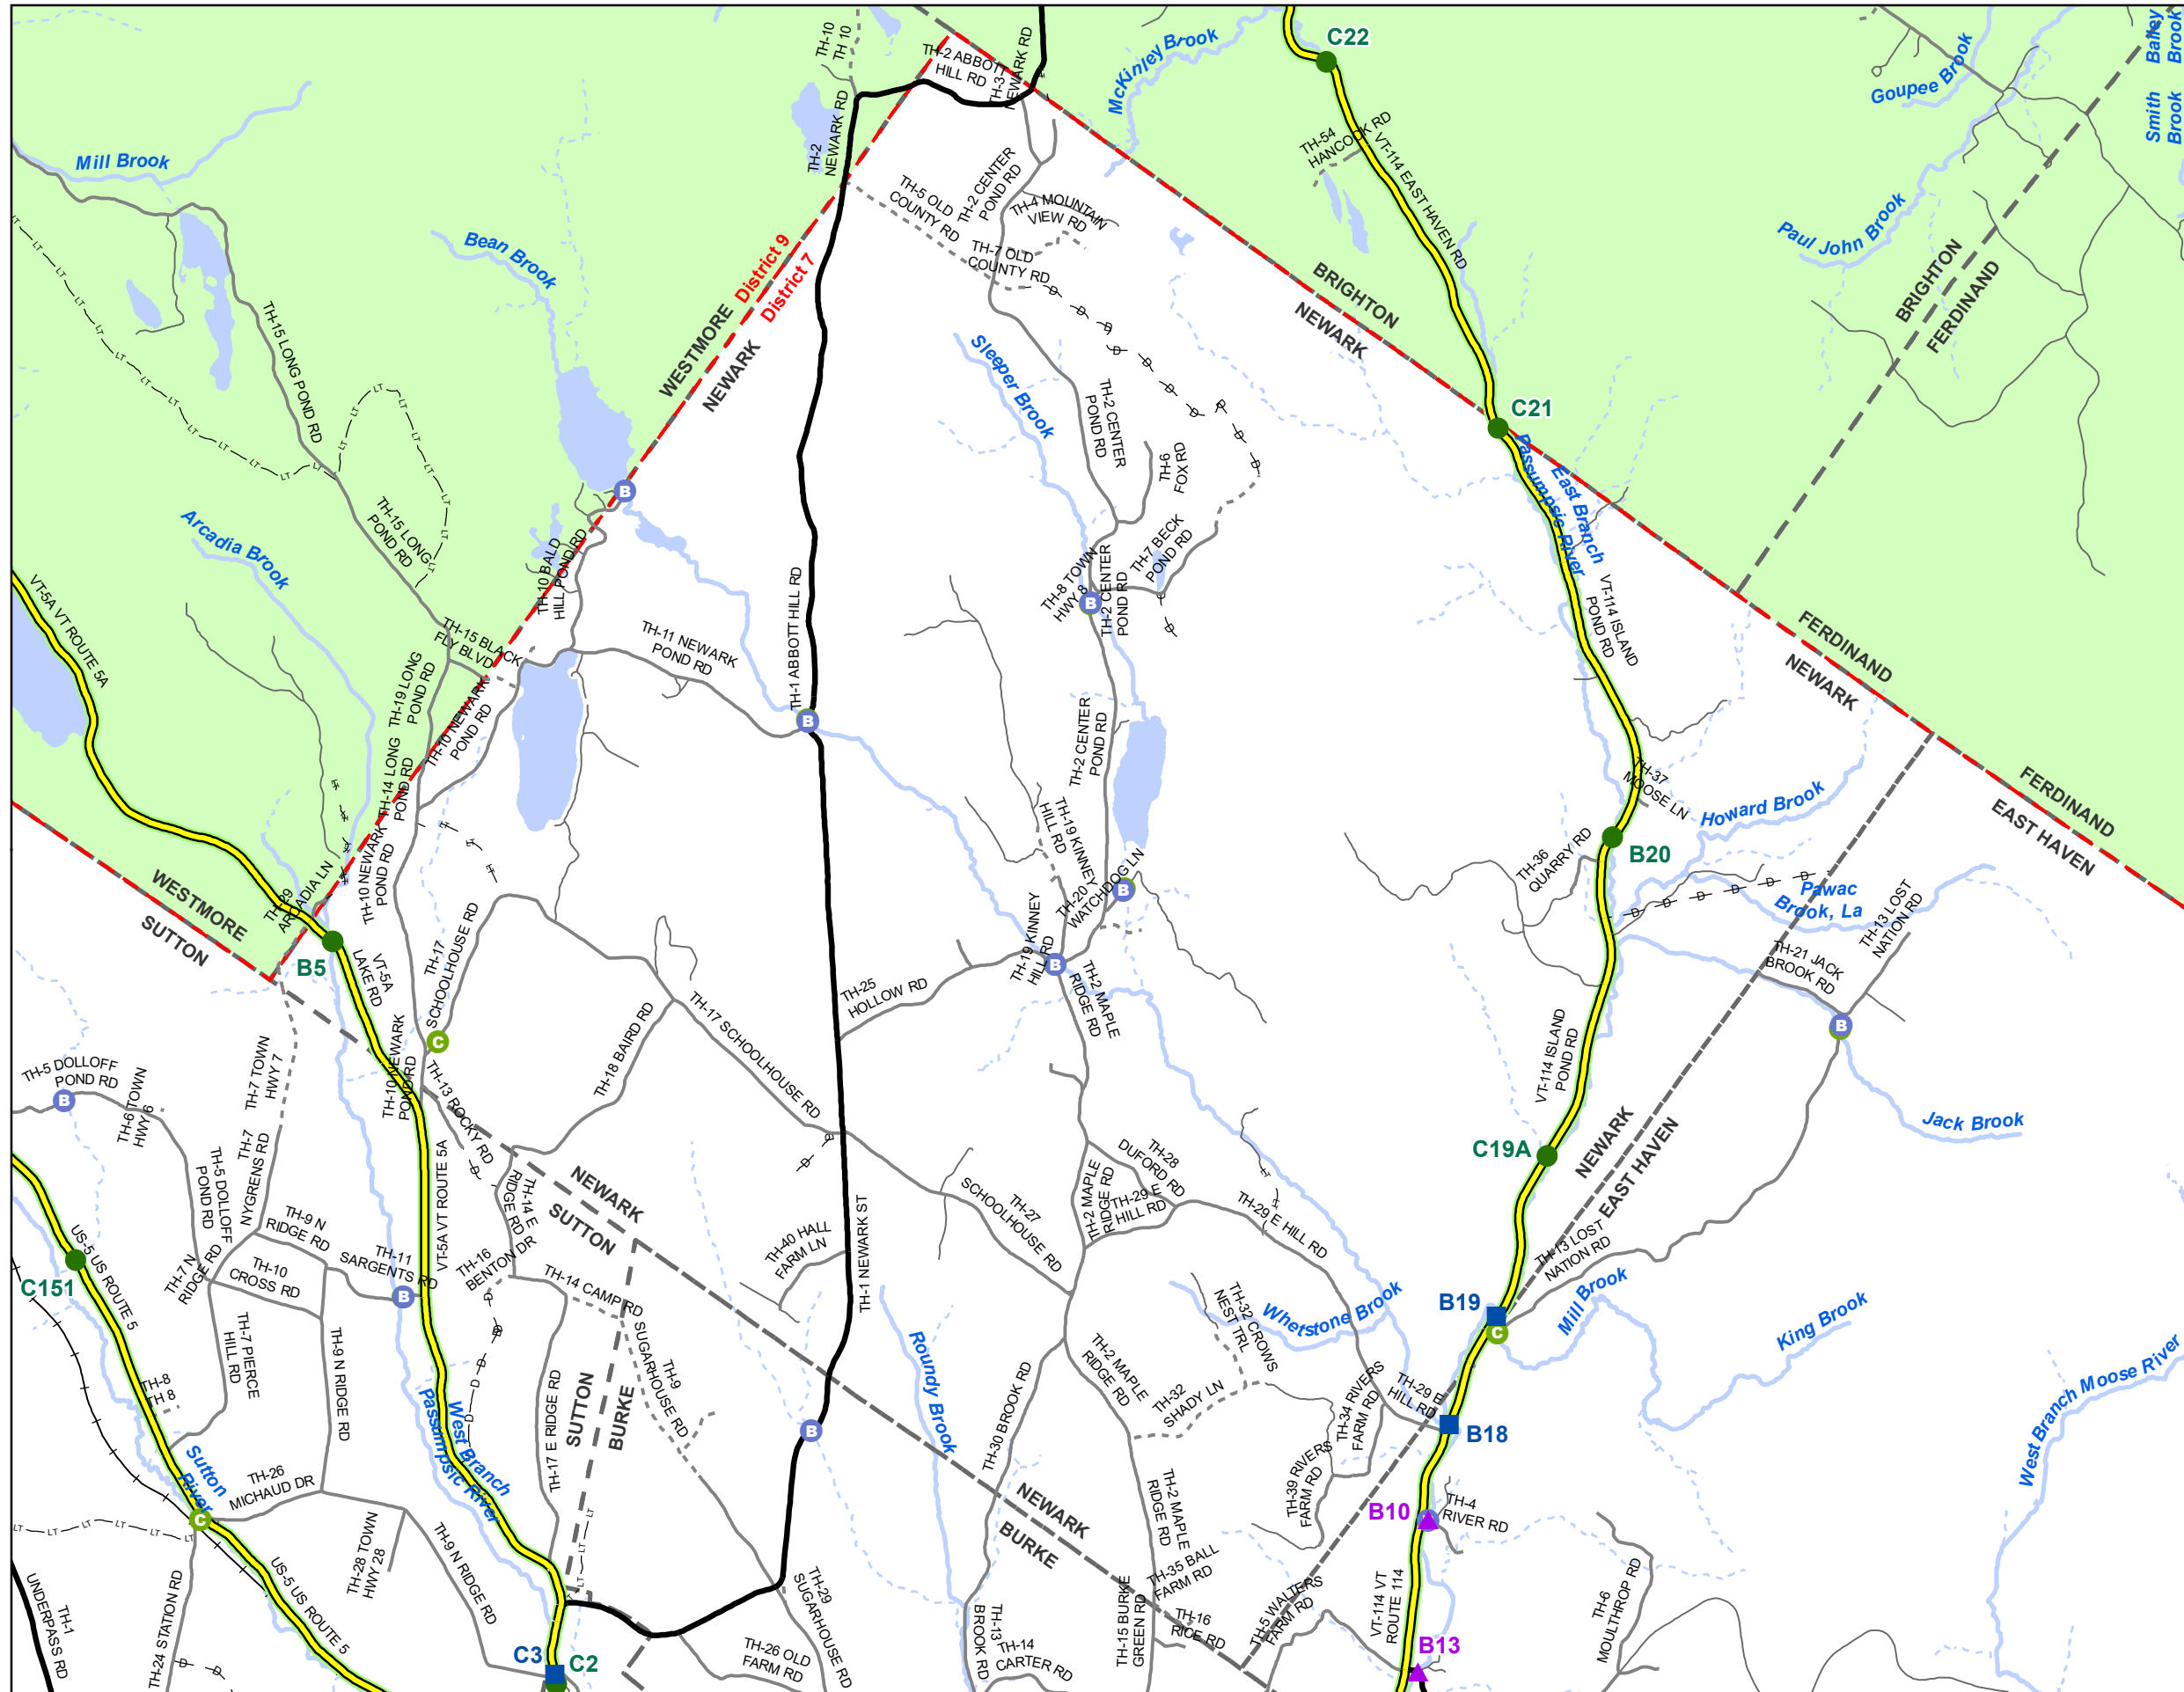 TH-10
TH 10
TH-2 ABBOTT
HILL RD
TH-3
NEWARK RD
McKinley Brook
C22
Goupee Brook
Bailey
Brook
Smith
Brook
Mill Brook
TH-2
NEWARK RD
TH-54
HANCOCK RD
VT-114 EAST HAVEN RD
TH-5 OLD
COUNTY RD
TH-2 CENTER
POND RD
TH-4 MOUNTAIN
VIEW RD
TH-7 OLD
COUNTY RD
Paul John Brook
Bean Brook
District 9
District 7
WESTMORE
NEWARK
BRIGHTON
NEWARK
BRIGHTON
FERDINAND
TH-15 LONG POND RD
Sleeper Brook
TH-2 CENTER
POND RD
TH-6
FOX RD
C21
East Branch
Passumpsic River
TH-15 LONG
POND RD
Arcadia Brook
B
TH-10 BALD
HILL POND RD
TH-7 BECK
POND RD
TH-8 TOWN
HWY 8
B
TH-2 CENTER
POND RD
VT-114 ISLAND
POND RD
VT-5A VT ROUTE 5A
TH-15 BLACK
FLY BLVD
TH-11 NEWARK
POND RD
TH-1 ABBOTT HILL RD
FERDINAND
NEWARK
TH-19 LONG
POND RD
TH-10 NEWARK
POND RD
B
TH-2 CENTER
POND RD
TH-14 LONG
POND RD
TH-37
MOOSE LN
Howard Brook
FERDINAND
EAST HAVEN
TH-19 KINNEY
HILL RD
TH-10 NEWARK
POND RD
TH-36
QUARRY RD
B20
WESTMORE
SUTTON
TH-29
ARCADIA LN
TH-20
WATCHDOG LN
B
Pawac
Brook, La
TH-13 LOST
NATION RD
B5
VT-5A
LAKE RD
TH-17
SCHOOLHOUSE RD
TH-19 KINNEY
HILL RD
B
TH-21 JACK
BROOK RD
TH-25
HOLLOW RD
TH-2 MAPLE
RIDGE RD
B
TH-17 SCHOOLHOUSE RD
TH-18 BAIRD RD
C
TH-10 NEWARK
POND RD
TH-13 ROCKY RD
VT-114 ISLAND
POND RD
TH-5 DOLLOFF
POND RD
B
TH-6 TOWN
HWY 6
TH-7 TOWN
HWY 7
Jack Brook
C19A
NEWARK
EAST HAVEN
TH-5 DOLLOFF
POND RD
TH-7
NYGRENS RD
TH-28
DUFORD RD
TH-29 E
HILL RD
TH-2 MAPLE
RIDGE RD
TH-27
SCHOOLHOUSE RD
TH-29 E HILL RD
NEWARK
SUTTON
TH-14 E
RIDGE RD
VT-5A VT ROUTE 5A
TH-9 N
RIDGE RD
TH-11
SARGENTS RD
TH-16
BENTON DR
TH-40 HALL
FARM LN
TH-1 NEWARK ST
C151
US-5 US ROUTE 5
TH-7 N
RIDGE RD
TH-10
CROSS RD
B
TH-14 CAMP RD
TH-13 LOST
NATION RD
B19
C
Mill Brook
King Brook
Whetstone Brook
TH-32 CROWS
NEST TRL
TH-7 PIERCE
HILL RD
TH-9 N RIDGE RD
TH-9
SUGARHOUSE RD
Roundy Brook
TH-2 MAPLE
RIDGE RD
TH-32
SHADY LN
TH-30 BROOK RD
TH-34 RIVERS
FARM RD
TH-29 E
HILL RD
B18
West Branch Moose River
TH-8
TH 8
West Branch
Passumpsic River
SUTTON
BURKE
TH-17 E RIDGE RD
B
TH-39 RIVERS
FARM RD
Sutton
River
TH-26
MICHAUD DR
C
NEWARK
BURKE
TH-2 MAPLE
RIDGE RD
B10
TH-4
RIVER RD
TH-28 TOWN
HWY 28
TH-9 N RIDGE RD
TH-35 BALL
FARM RD
TH-5 WALTERS
FARM RD
VT-114 VT
ROUTE 114
TH-6
MOULTHROP RD
TH-1
UNDERPASS RD
TH-24 STATION RD
US-5 US ROUTE 5
TH-29
SUGARHOUSE RD
TH-26 OLD
FARM RD
TH-13
BROOK RD
TH-14
CARTER RD
TH-15 BURKE
GREEN RD
TH-16
RICE RD
C3
C2
B13